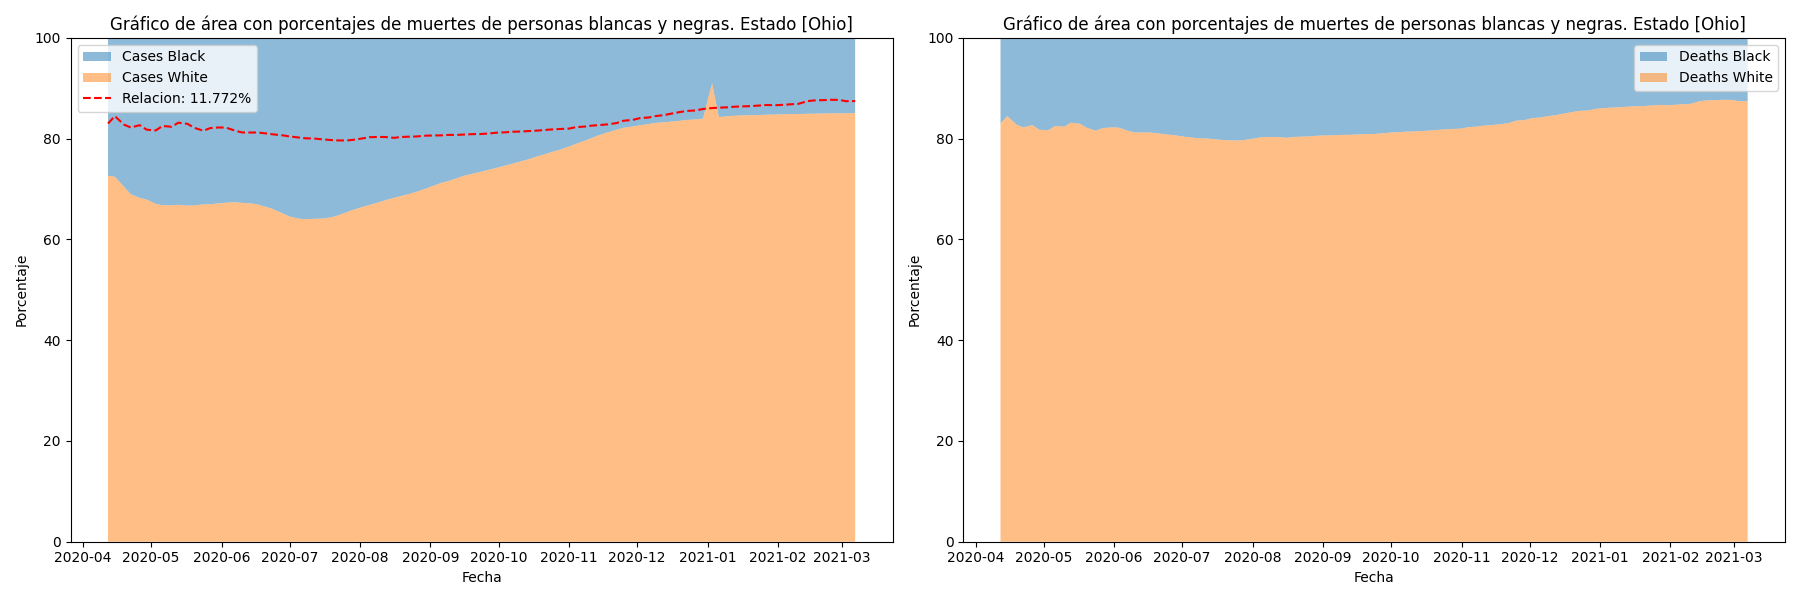 Gráfico de área con porcentajes de muertes de personas blancas y negras. Estado [Ohio]
100
80
60
40
20
0
Porcentaje
Cases Black
Cases White
Relacion: 11.772%
2020-04 2020-05 2020-06 2020-07 2020-08 2020-09 2020-10 2020-11 2020-12 2021-01 2021-02 2021-03
Fecha
Gráfico de área con porcentajes de muertes de personas blancas y negras. Estado [Ohio]
100
80
60
40
20
0
Porcentaje
Deaths Black
Deaths White
2020-04 2020-05 2020-06 2020-07 2020-08 2020-09 2020-10 2020-11 2020-12 2021-01 2021-02 2021-03
Fecha